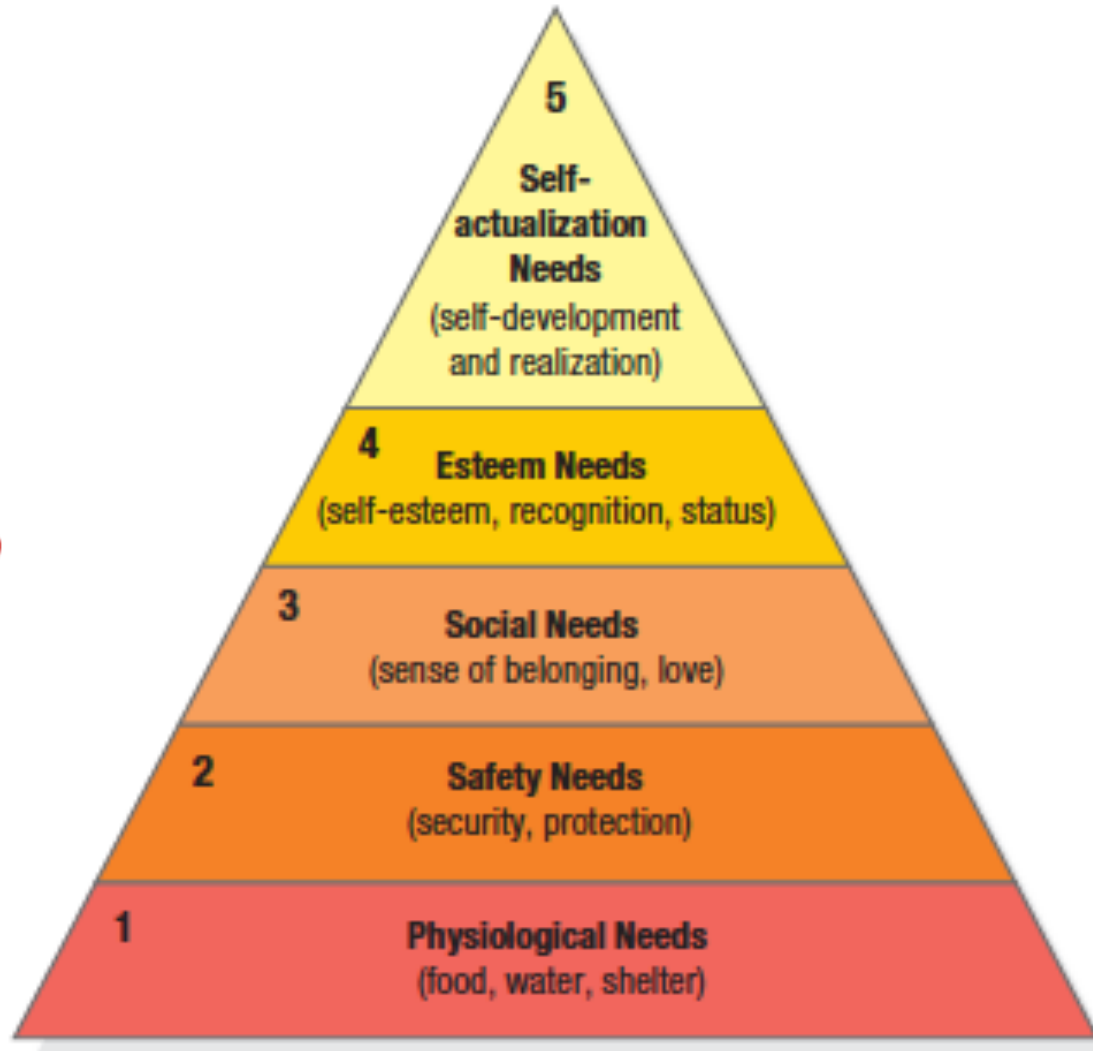 5
Self-
actualization
Needs
(self-development
and realization)
4
Esteem Needs
(self-esteem, recognition, status)
3
Social Needs
(sense of belonging, love)
2
Safety Needs
(security, protection)
1
Physiological Needs
(food, water, shelter)